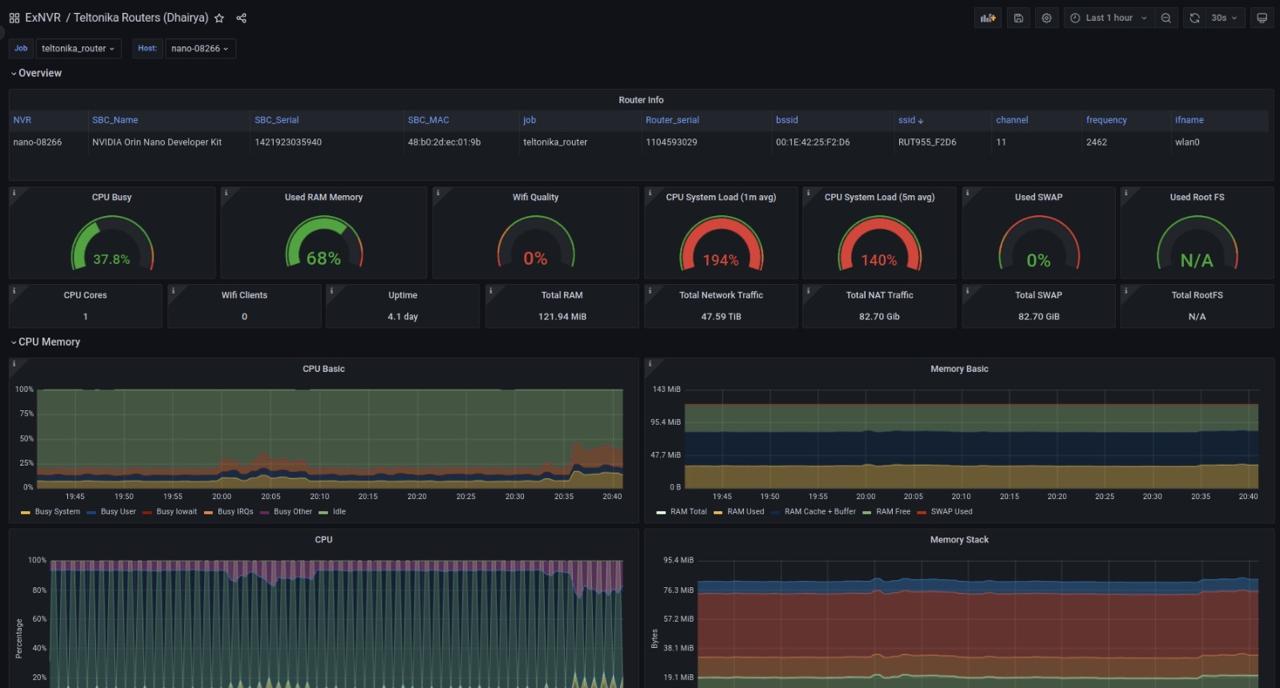 ExNVR / Teltonika Routers (Dhairya)
Last 1 hour
30s
Job teltonika_router Host: nano-08266
Overview
Router Info
NVR SBC_Name SBC_Serial SBC_MAC job Router_serial bssid ssid channel frequency ifname
nano-08266 NVIDIA Orin Nano Developer Kit 1421923035940 48:b0:2d:ec:01:9b teltonika_router 1104593029 00:1E:42:25:F2:D6 RUT955_F2D6 11 2462 wlan0
CPU Busy Used RAM Memory Wifi Quality CPU System Load (1m avg) CPU System Load (5m avg) Used SWAP Used Root FS
37.8% 68% 0% 194% 140% 0% N/A
CPU Cores Wifi Clients Uptime Total RAM Total Network Traffic Total NAT Traffic Total SWAP Total RootFS
1 0 4.1 day 121.94 MiB 47.59 TiB 82.70 Gib 82.70 GiB N/A
CPU Memory
CPU Basic
100%
75%
50%
25%
0%
19:45 19:50 19:55 20:00 20:05 20:10 20:15 20:20 20:25 20:30 20:35 20:40
Busy System Busy User Busy Iowait Busy IRQs Busy Other Idle
Memory Basic
143 MiB
95.4 MiB
47.7 MiB
0 B
19:45 19:50 19:55 20:00 20:05 20:10 20:15 20:20 20:25 20:30 20:35 20:40
RAM Total RAM Used RAM Cache + Buffer RAM Free SWAP Used
CPU
100%
80%
60%
40%
20%
Percentage
Memory Stack
95.4 MiB
76.3 MiB
57.2 MiB
38.1 MiB
19.1 MiB
Bytes